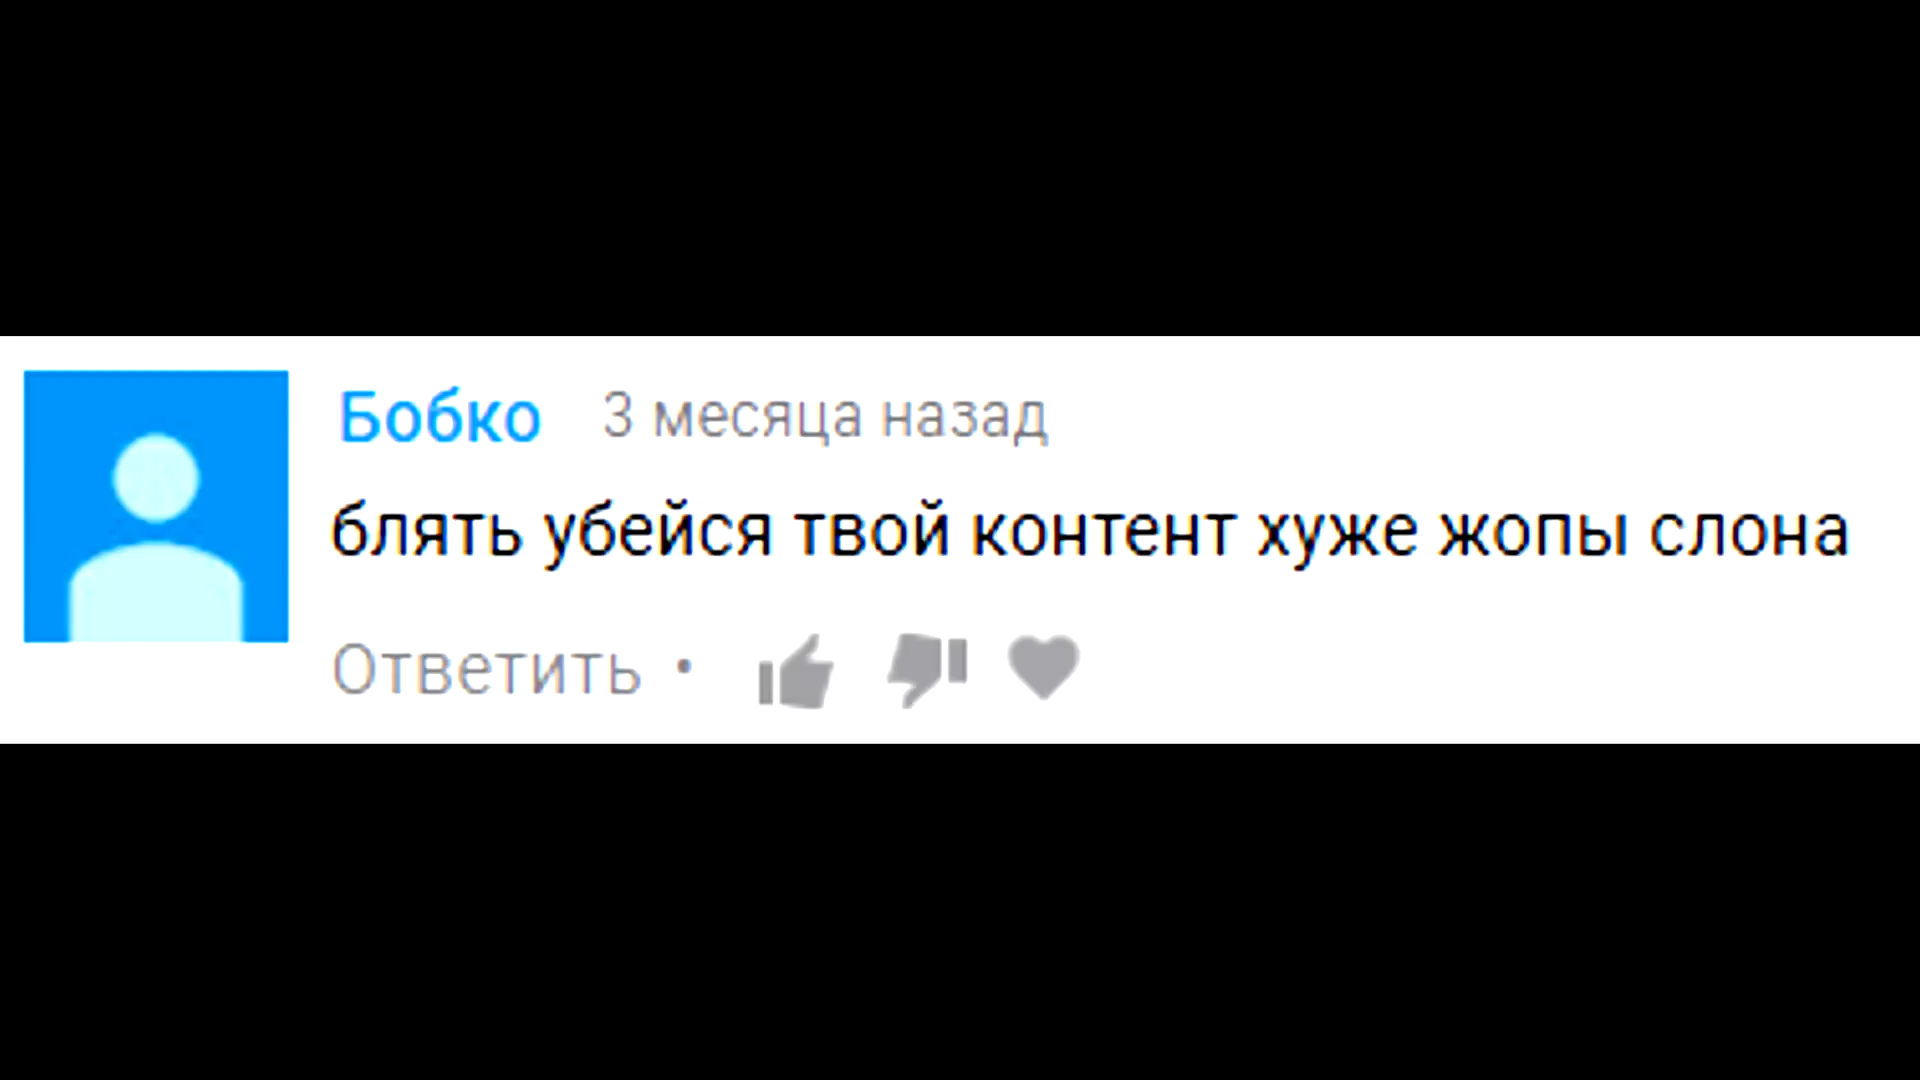 Бобко 3 месяца назад
блять убейся твой контент хуже жопы слона
Ответить •